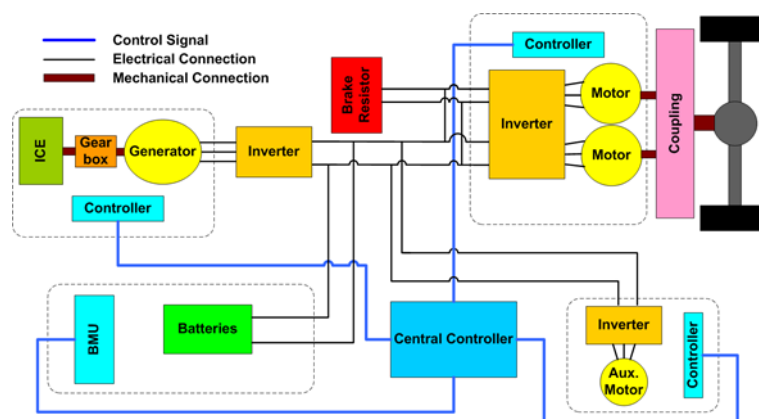 Control Signal
Electrical Connection
Mechanical Connection
Brake
Resistor
Controller
Inverter
Motor
Motor
Coupling
ICE
Gear
box
Generator
Inverter
Controller
BMU
Batteries
Central Controller
Inverter
Aux.
Motor
Controller